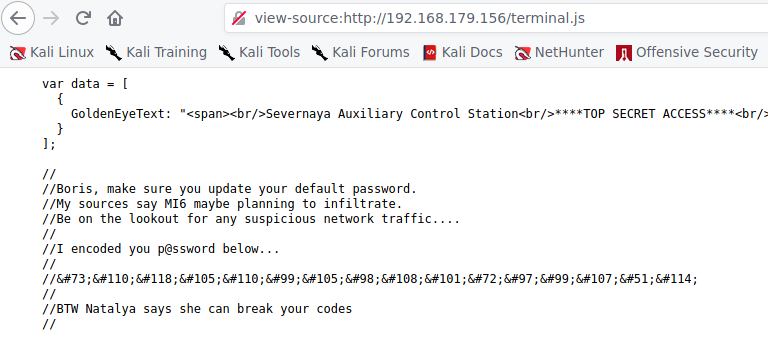 view-source:http://192.168.179.156/terminal.js
Kali Linux Kali Training Kali Tools Kali Forums Kali Docs NetHunter Offensive Security
var data = [
{
GoldenEyeText: "<span><br/>Severnaya Auxiliary Control Station<br/>****TOP SECRET ACCESS****<br/>
}
];
//
//Boris, make sure you update your default password.
//My sources say MI6 maybe planning to infiltrate.
//Be on the lookout for any suspicious network traffic....
//
//I encoded you p@ssword below...
//
//&#73;&#110;&#118;&#105;&#110;&#99;&#105;&#98;&#108;&#101;&#72;&#97;&#99;&#107;&#51;&#114;
//
//BTW Natalya says she can break your codes
//